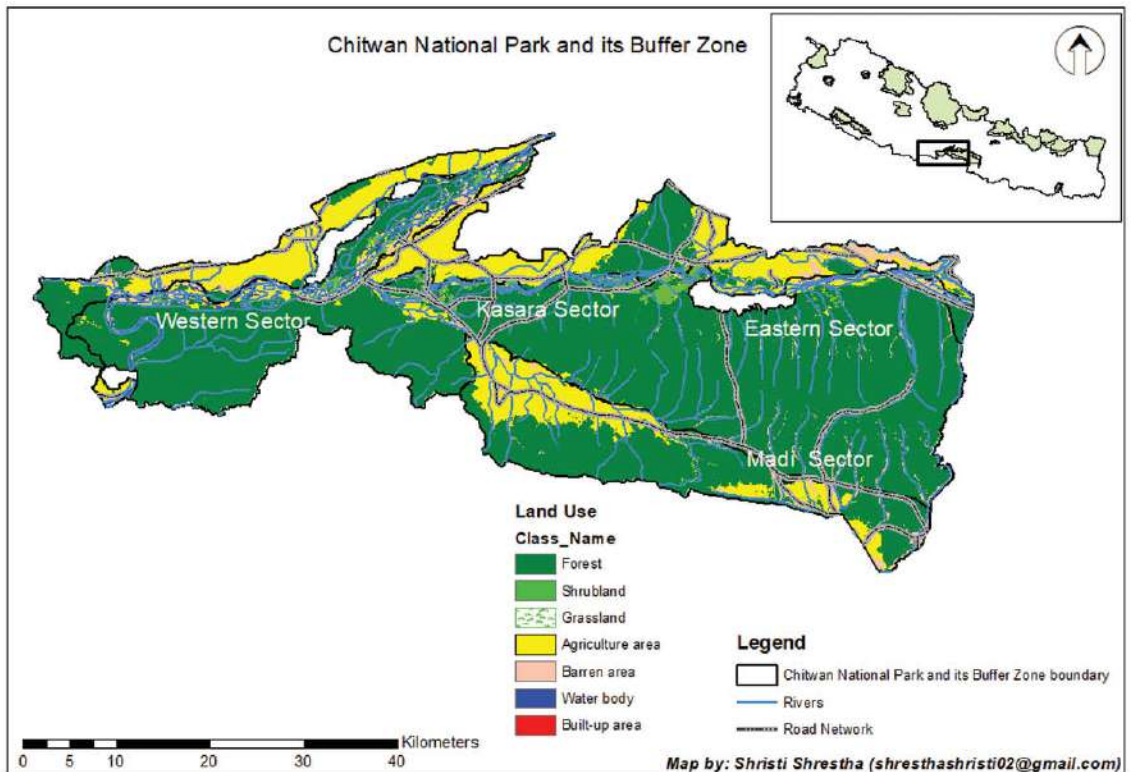 Chitwan National Park and its Buffer Zone
Western Sector
Kasara Sector
Eastern Sector
Madi Sector
Land Use
Class_Name
Forest
Shrubland
Grassland
Agriculture area
Barren area
Water body
Built-up area
Legend
Chitwan National Park and its Buffer Zone boundary
Rivers
Road Network
Kilometers
0 5 10 20 30 40
Map by: Shristi Shrestha (shresthashristi02@gmail.com)